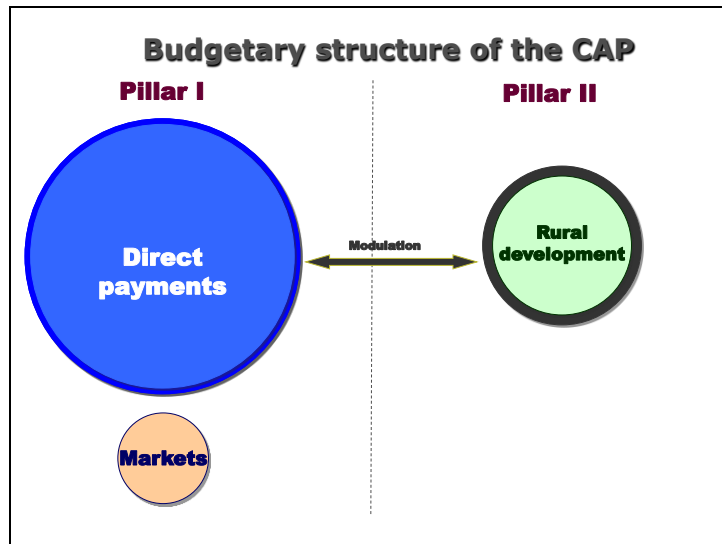 Budgetary structure of the CAP
Pillar I
Pillar II
Direct
payments
Modulation
Rural
development
Markets